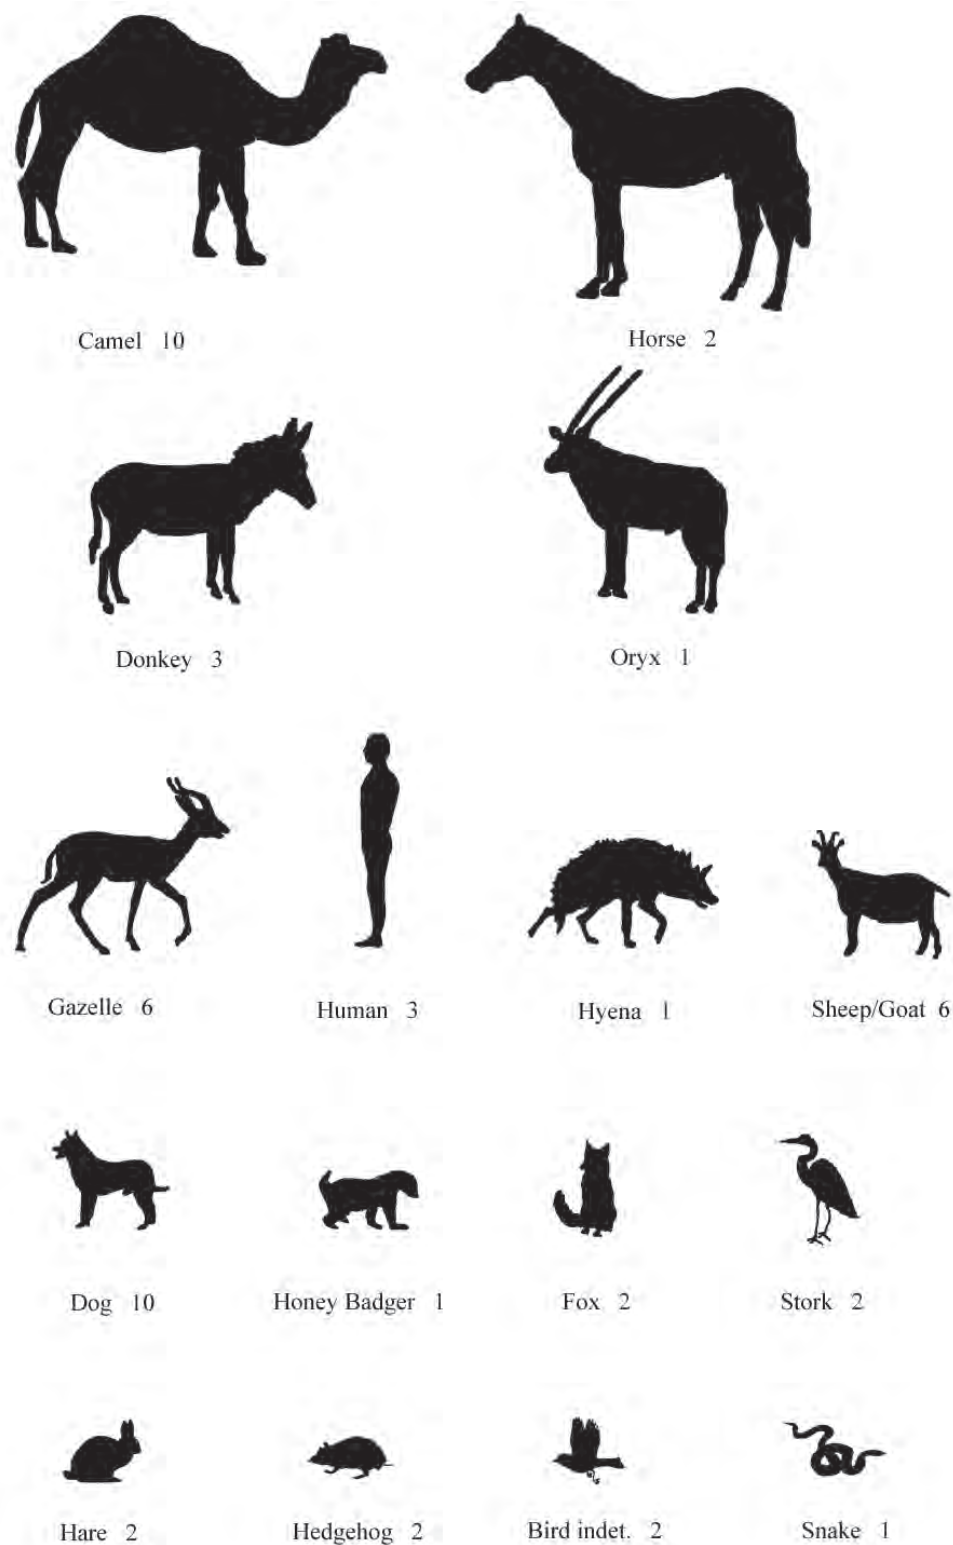 Camel 10
Horse 2
Donkey 3
Oryx 1
Gazelle 6
Human 3
Hyena 1
Sheep/Goat 6
Dog 10
Honey Badger 1
Fox 2
Stork 2
Hare 2
Hedgehog 2
Bird indet. 2
Snake 1